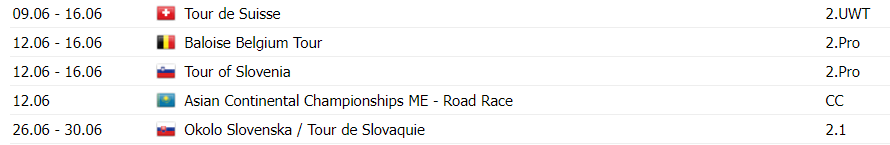 09.06 - 16.06 Tour de Suisse 2.UWT
12.06 - 16.06 Baloise Belgium Tour 2.Pro
12.06 - 16.06 Tour of Slovenia 2.Pro
12.06 Asian Continental Championships ME - Road Race CC
26.06 - 30.06 Okolo Slovenska / Tour de Slovaquie 2.1